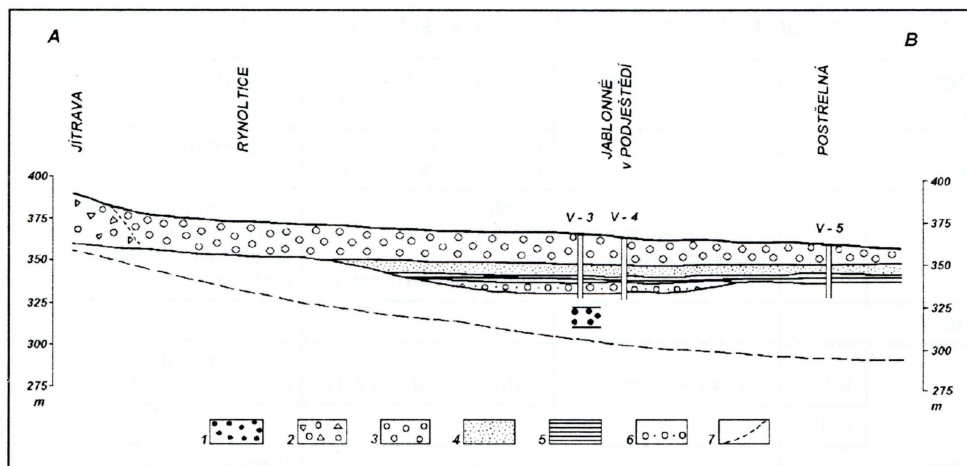 A B
JÍTRAVA
RYNOLTICE
JABLONNÉ
v PODJEŠTĚDÍ
POSTŘELNÁ
400 400
375 V-3 V-4 V-5 375
350 350
325 325
300 300
275 275
m m
1 2 3 4 5 6 7